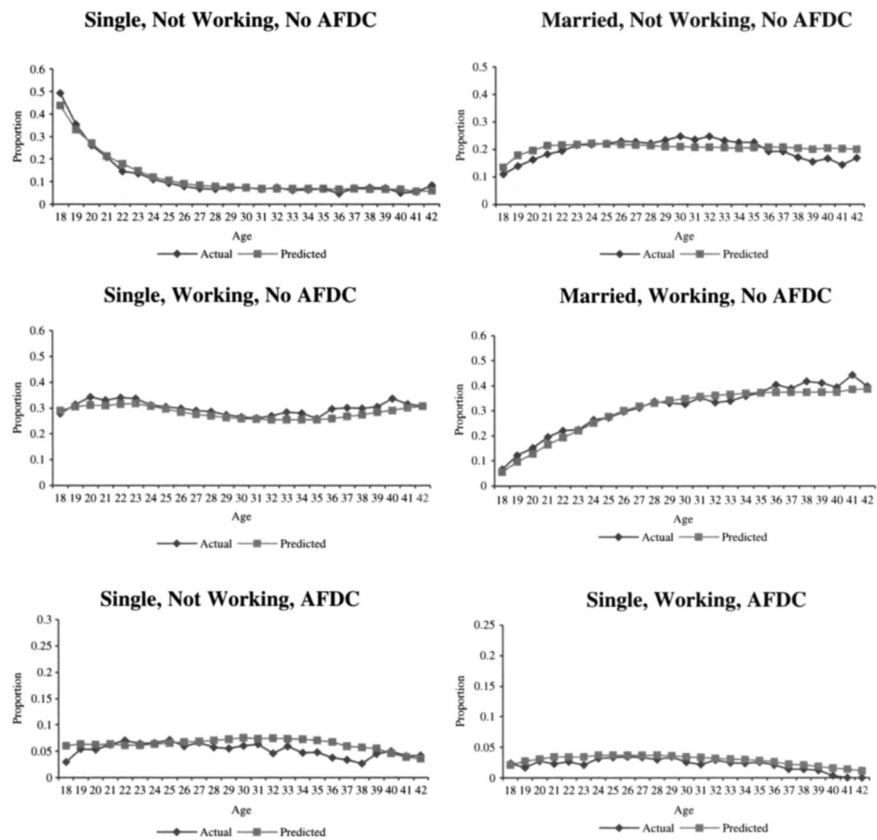 Single, Not Working, No AFDC
Proportion
0.6
0.5
0.4
0.3
0.2
0.1
0
18 19 20 21 22 23 24 25 26 27 28 29 30 31 32 33 34 35 36 37 38 39 40 41 42
Age
Actual Predicted
Married, Not Working, No AFDC
Proportion
0.5
0.4
0.3
0.2
0.1
0
18 19 20 21 22 23 24 25 26 27 28 29 30 31 32 33 34 35 36 37 38 39 40 41 42
Age
Actual Predicted
Single, Working, No AFDC
Proportion
0.6
0.5
0.4
0.3
0.2
0.1
0
18 19 20 21 22 23 24 25 26 27 28 29 30 31 32 33 34 35 36 37 38 39 40 41 42
Age
Actual Predicted
Married, Working, No AFDC
Proportion
0.6
0.5
0.4
0.3
0.2
0.1
0
18 19 20 21 22 23 24 25 26 27 28 29 30 31 32 33 34 35 36 37 38 39 40 41 42
Age
Actual Predicted
Single, Not Working, AFDC
Proportion
0.3
0.25
0.2
0.15
0.1
0.05
0
18 19 20 21 22 23 24 25 26 27 28 29 30 31 32 33 34 35 36 37 38 39 40 41 42
Age
Actual Predicted
Single, Working, AFDC
Proportion
0.25
0.2
0.15
0.1
0.05
0
18 19 20 21 22 23 24 25 26 27 28 29 30 31 32 33 34 35 36 37 38 39 40 41 42
Age
Actual Predicted